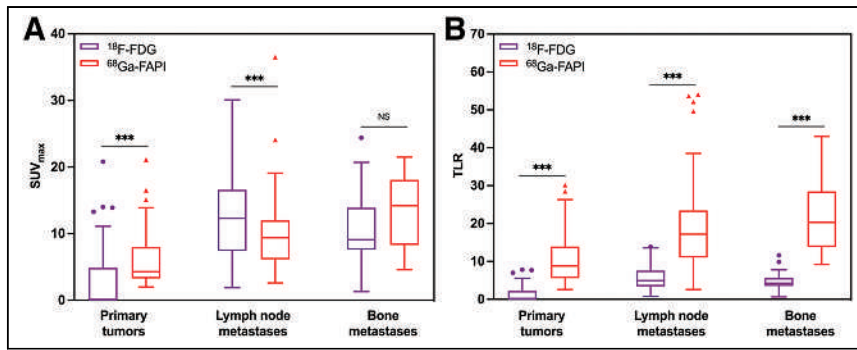 A
B
40
30
20
10
0
SUVmax
18F-FDG
68Ga-FAPI
***
***
NS
Primary tumors
Lymph node metastases
Bone metastases
70
60
50
40
30
20
10
0
TLR
18F-FDG
68Ga-FAPI
***
***
***
Primary tumors
Lymph node metastases
Bone metastases